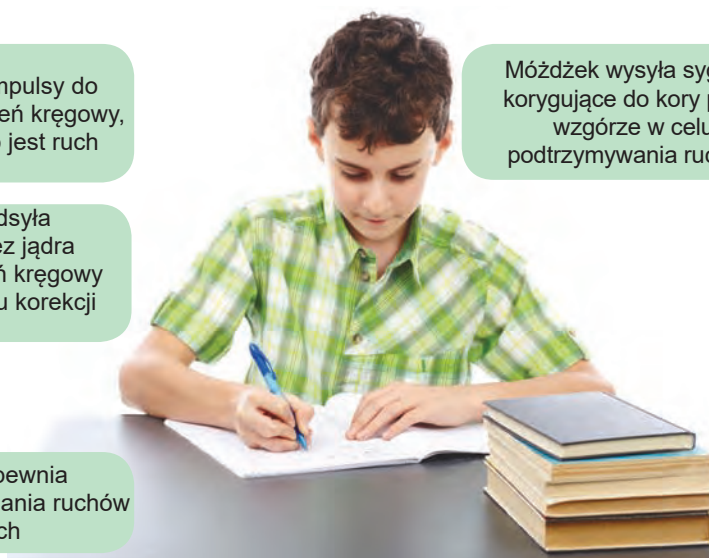 mpulsy do
eń kręgowy,
o jest ruch
dsyła
ez jądra
ń kręgowy
u korekcji
pewnia
ania ruchów
ch
Móżdżek wysyła syg
korygujące do kory p
wzgórze w celu
podtrzymywania ruc